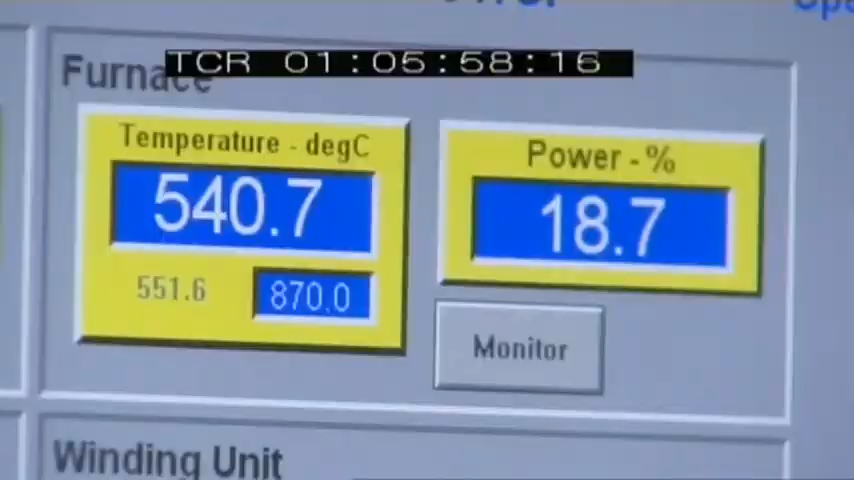 TCR 01:05:58:16
Furnace
Temperature - degC
540.7
551.6
870.0
Power - %
18.7
Monitor
Winding Unit